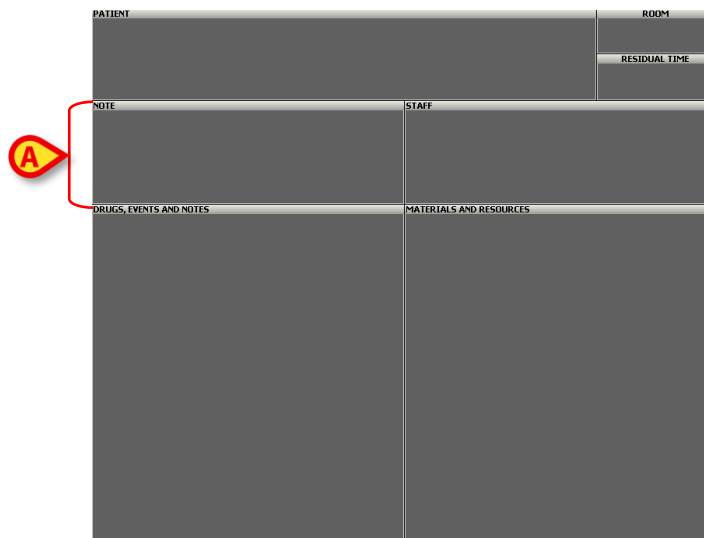 PATIENT
ROOM
RESIDUAL TIME
A
NOTE
STAFF
DRUGS, EVENTS AND NOTES
MATERIALS AND RESOURCES